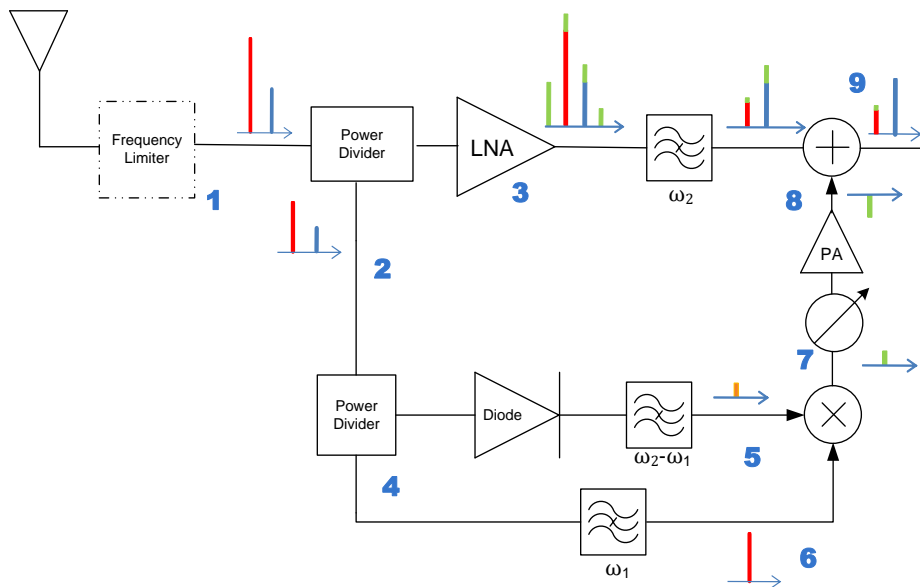 9
Frequency
Limiter
Power
Divider
LNA
ω₂
1
3
8
2
PA
7
Power
Divider
Diode
ω₂-ω₁
5
4
ω₁
6